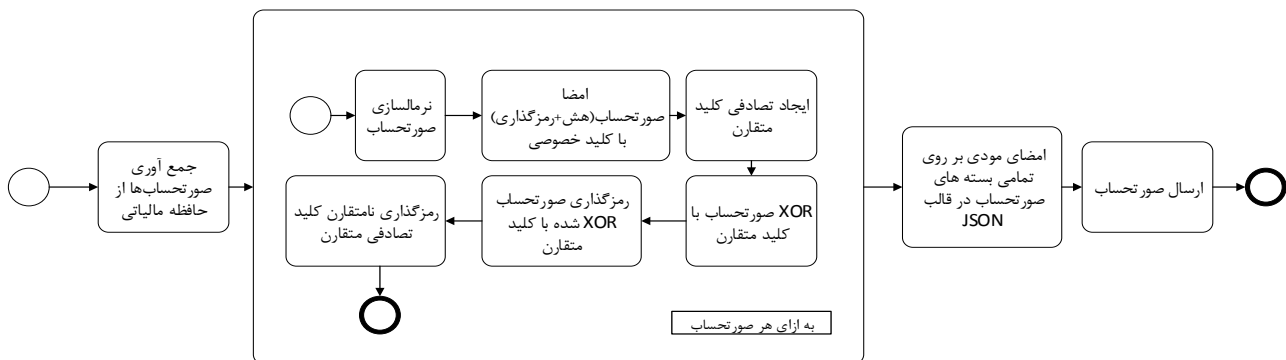 جمع آوری
صورتحساب‌ها از
حافظه مالیاتی
نرمالسازی
صورتحساب
امضا
صورتحساب(هش+رمزگذاری)
با کلید خصوصی
ایجاد تصادفی کلید
متقارن
XOR صورتحساب با
کلید متقارن
رمزگذاری صورتحساب
XOR شده با کلید
متقارن
رمزگذاری نامتقارن کلید
تصادفی متقارن
به ازای هر صورتحساب
امضای مودی بر روی
تمامی بسته های
صورتحساب در قالب
JSON
ارسال صورتحساب